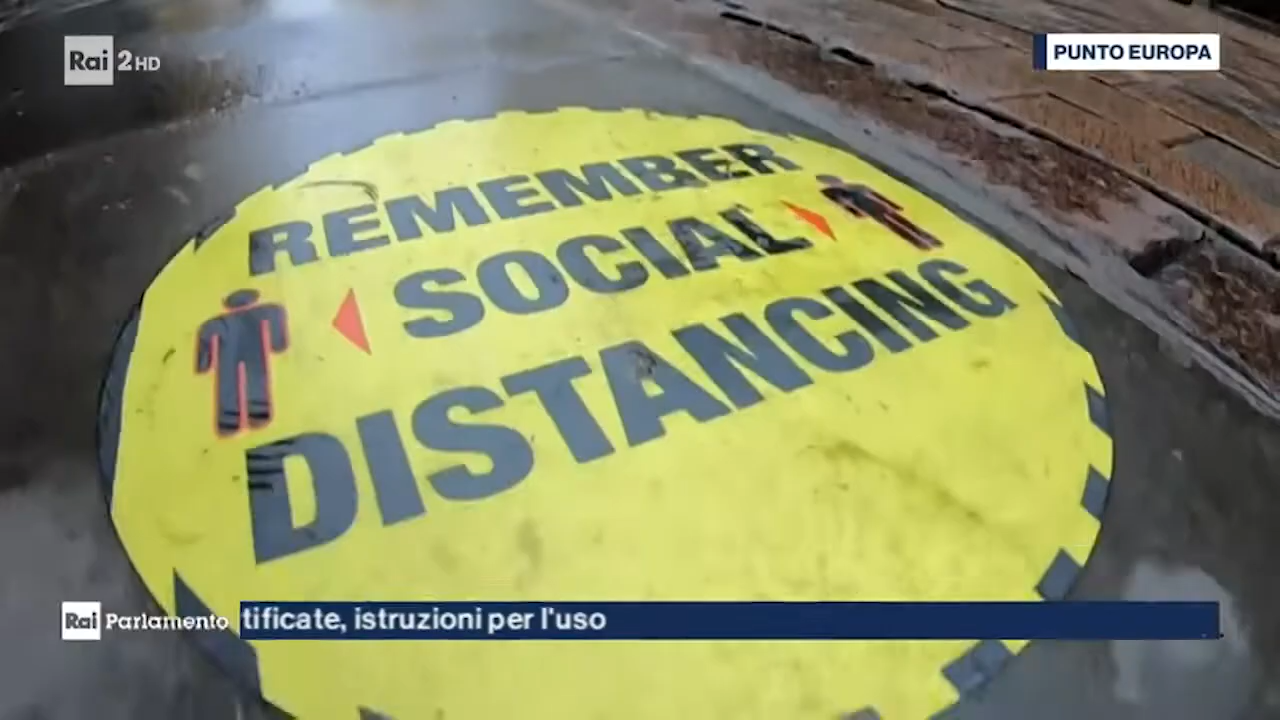 Rai 2HD
PUNTO EUROPA
REMEMBER
SOCIAL
DISTANCING
Rai Parlamento
tificate, istruzioni per l'uso